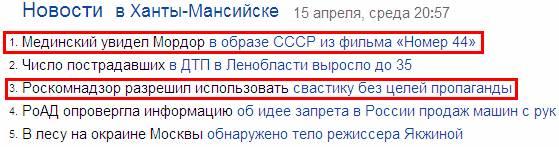 Новости в Ханты-Мансийске 15 апреля, среда 20:57
1. Мединский увидел Мордор в образе СССР из фильма «Номер 44»
2. Число пострадавших в ДТП в Ленобласти выросло до 35
3. Роскомнадзор разрешил использовать свастику без целей пропаганды
4. РоАД опровергла информацию об идее запрета в России продаж машин с рук
5. В лесу на окраине Москвы обнаружено тело режиссера Якжиной